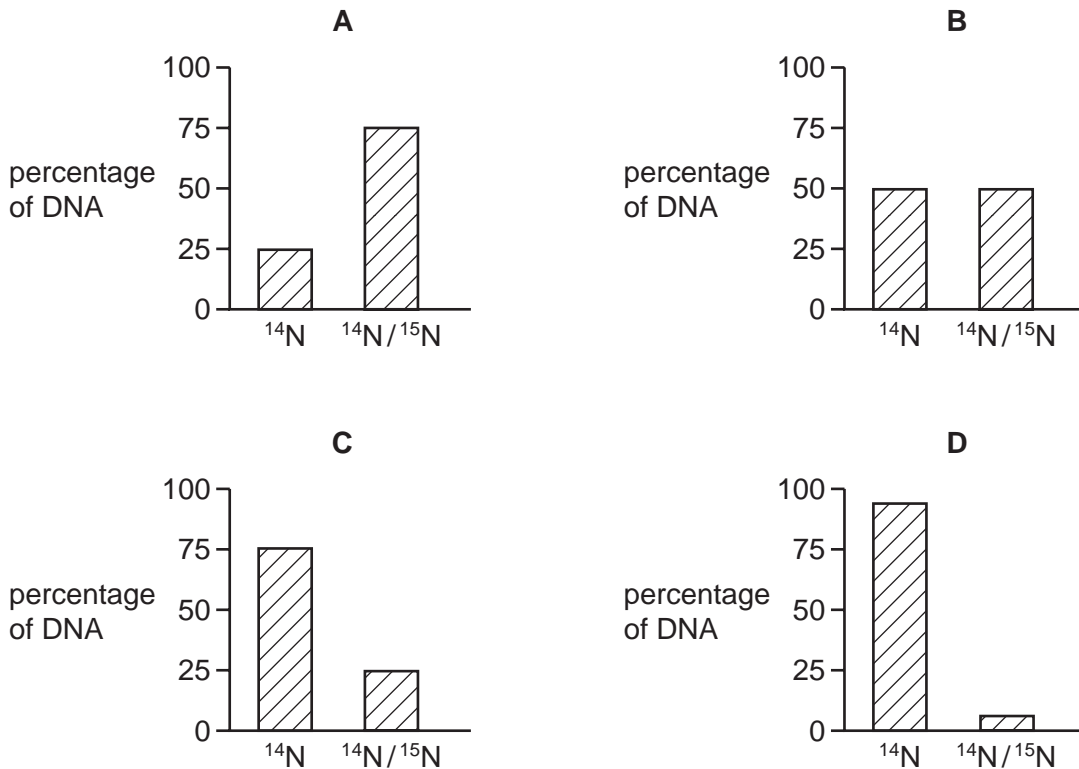 A
100
75
percentage
of DNA
50
25
0
¹⁴N ¹⁴N/¹⁵N
B
100
75
percentage
of DNA
50
25
0
¹⁴N ¹⁴N/¹⁵N
C
100
75
percentage
of DNA
50
25
0
¹⁴N ¹⁴N/¹⁵N
D
100
75
percentage
of DNA
50
25
0
¹⁴N ¹⁴N/¹⁵N